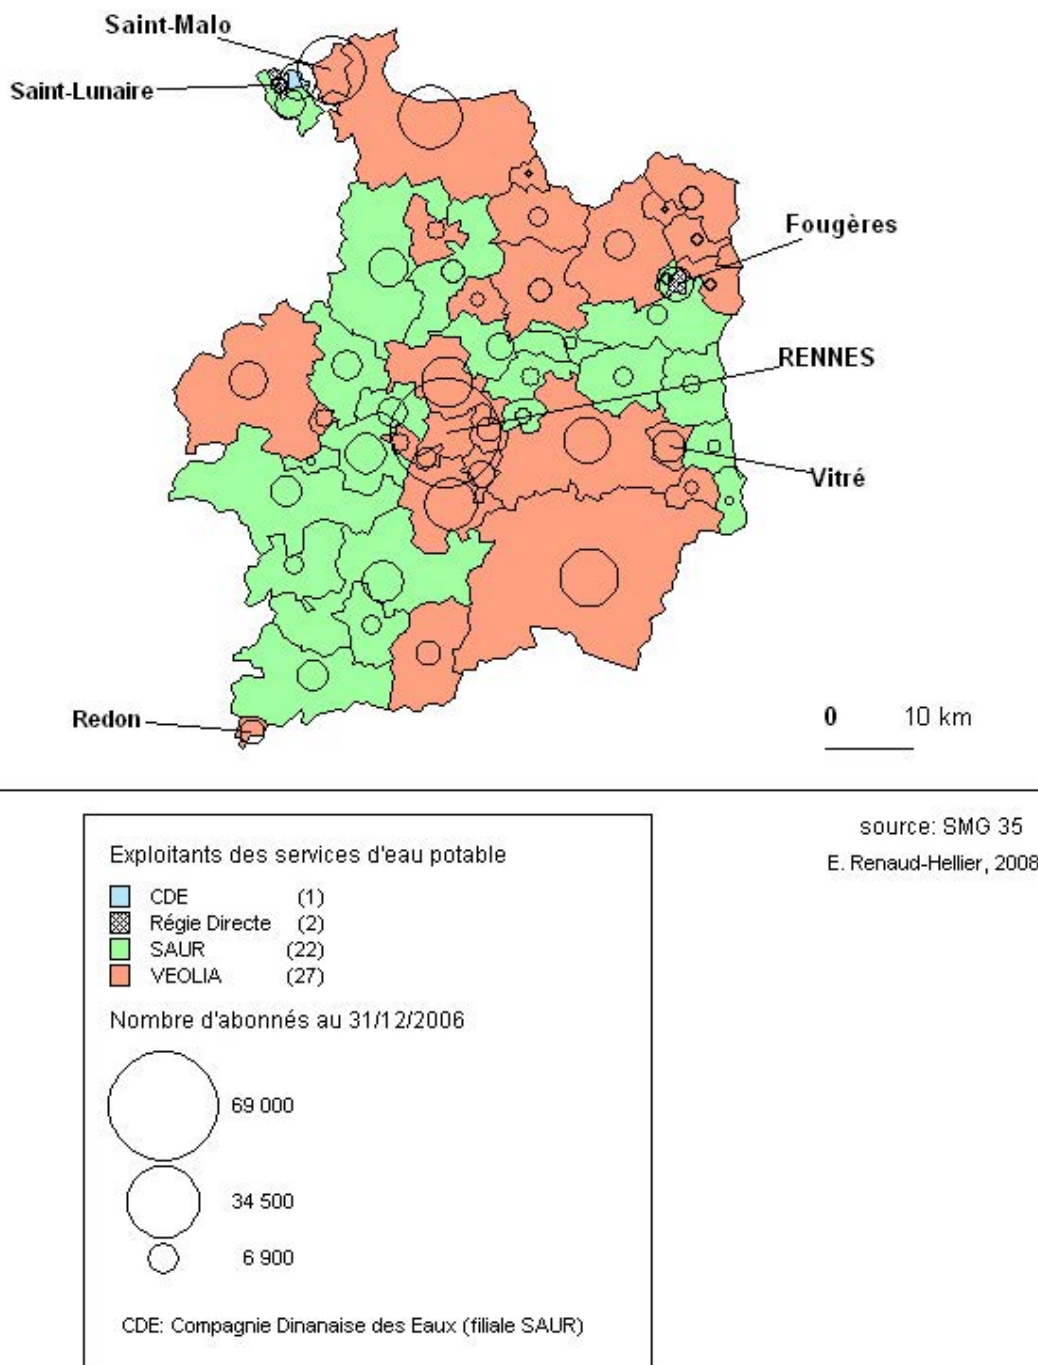 Saint-Malo
Saint-Lunaire
Fougères
RENNES
Vitré
Redon
0 10 km
source: SMG 35
E. Renaud-Hellier, 2008
Exploitants des services d'eau potable
CDE (1)
Régie Directe (2)
SAUR (22)
VEOLIA (27)
Nombre d'abonnés au 31/12/2006
69 000
34 500
6 900
CDE: Compagnie Dinanaise des Eaux (filiale SAUR)